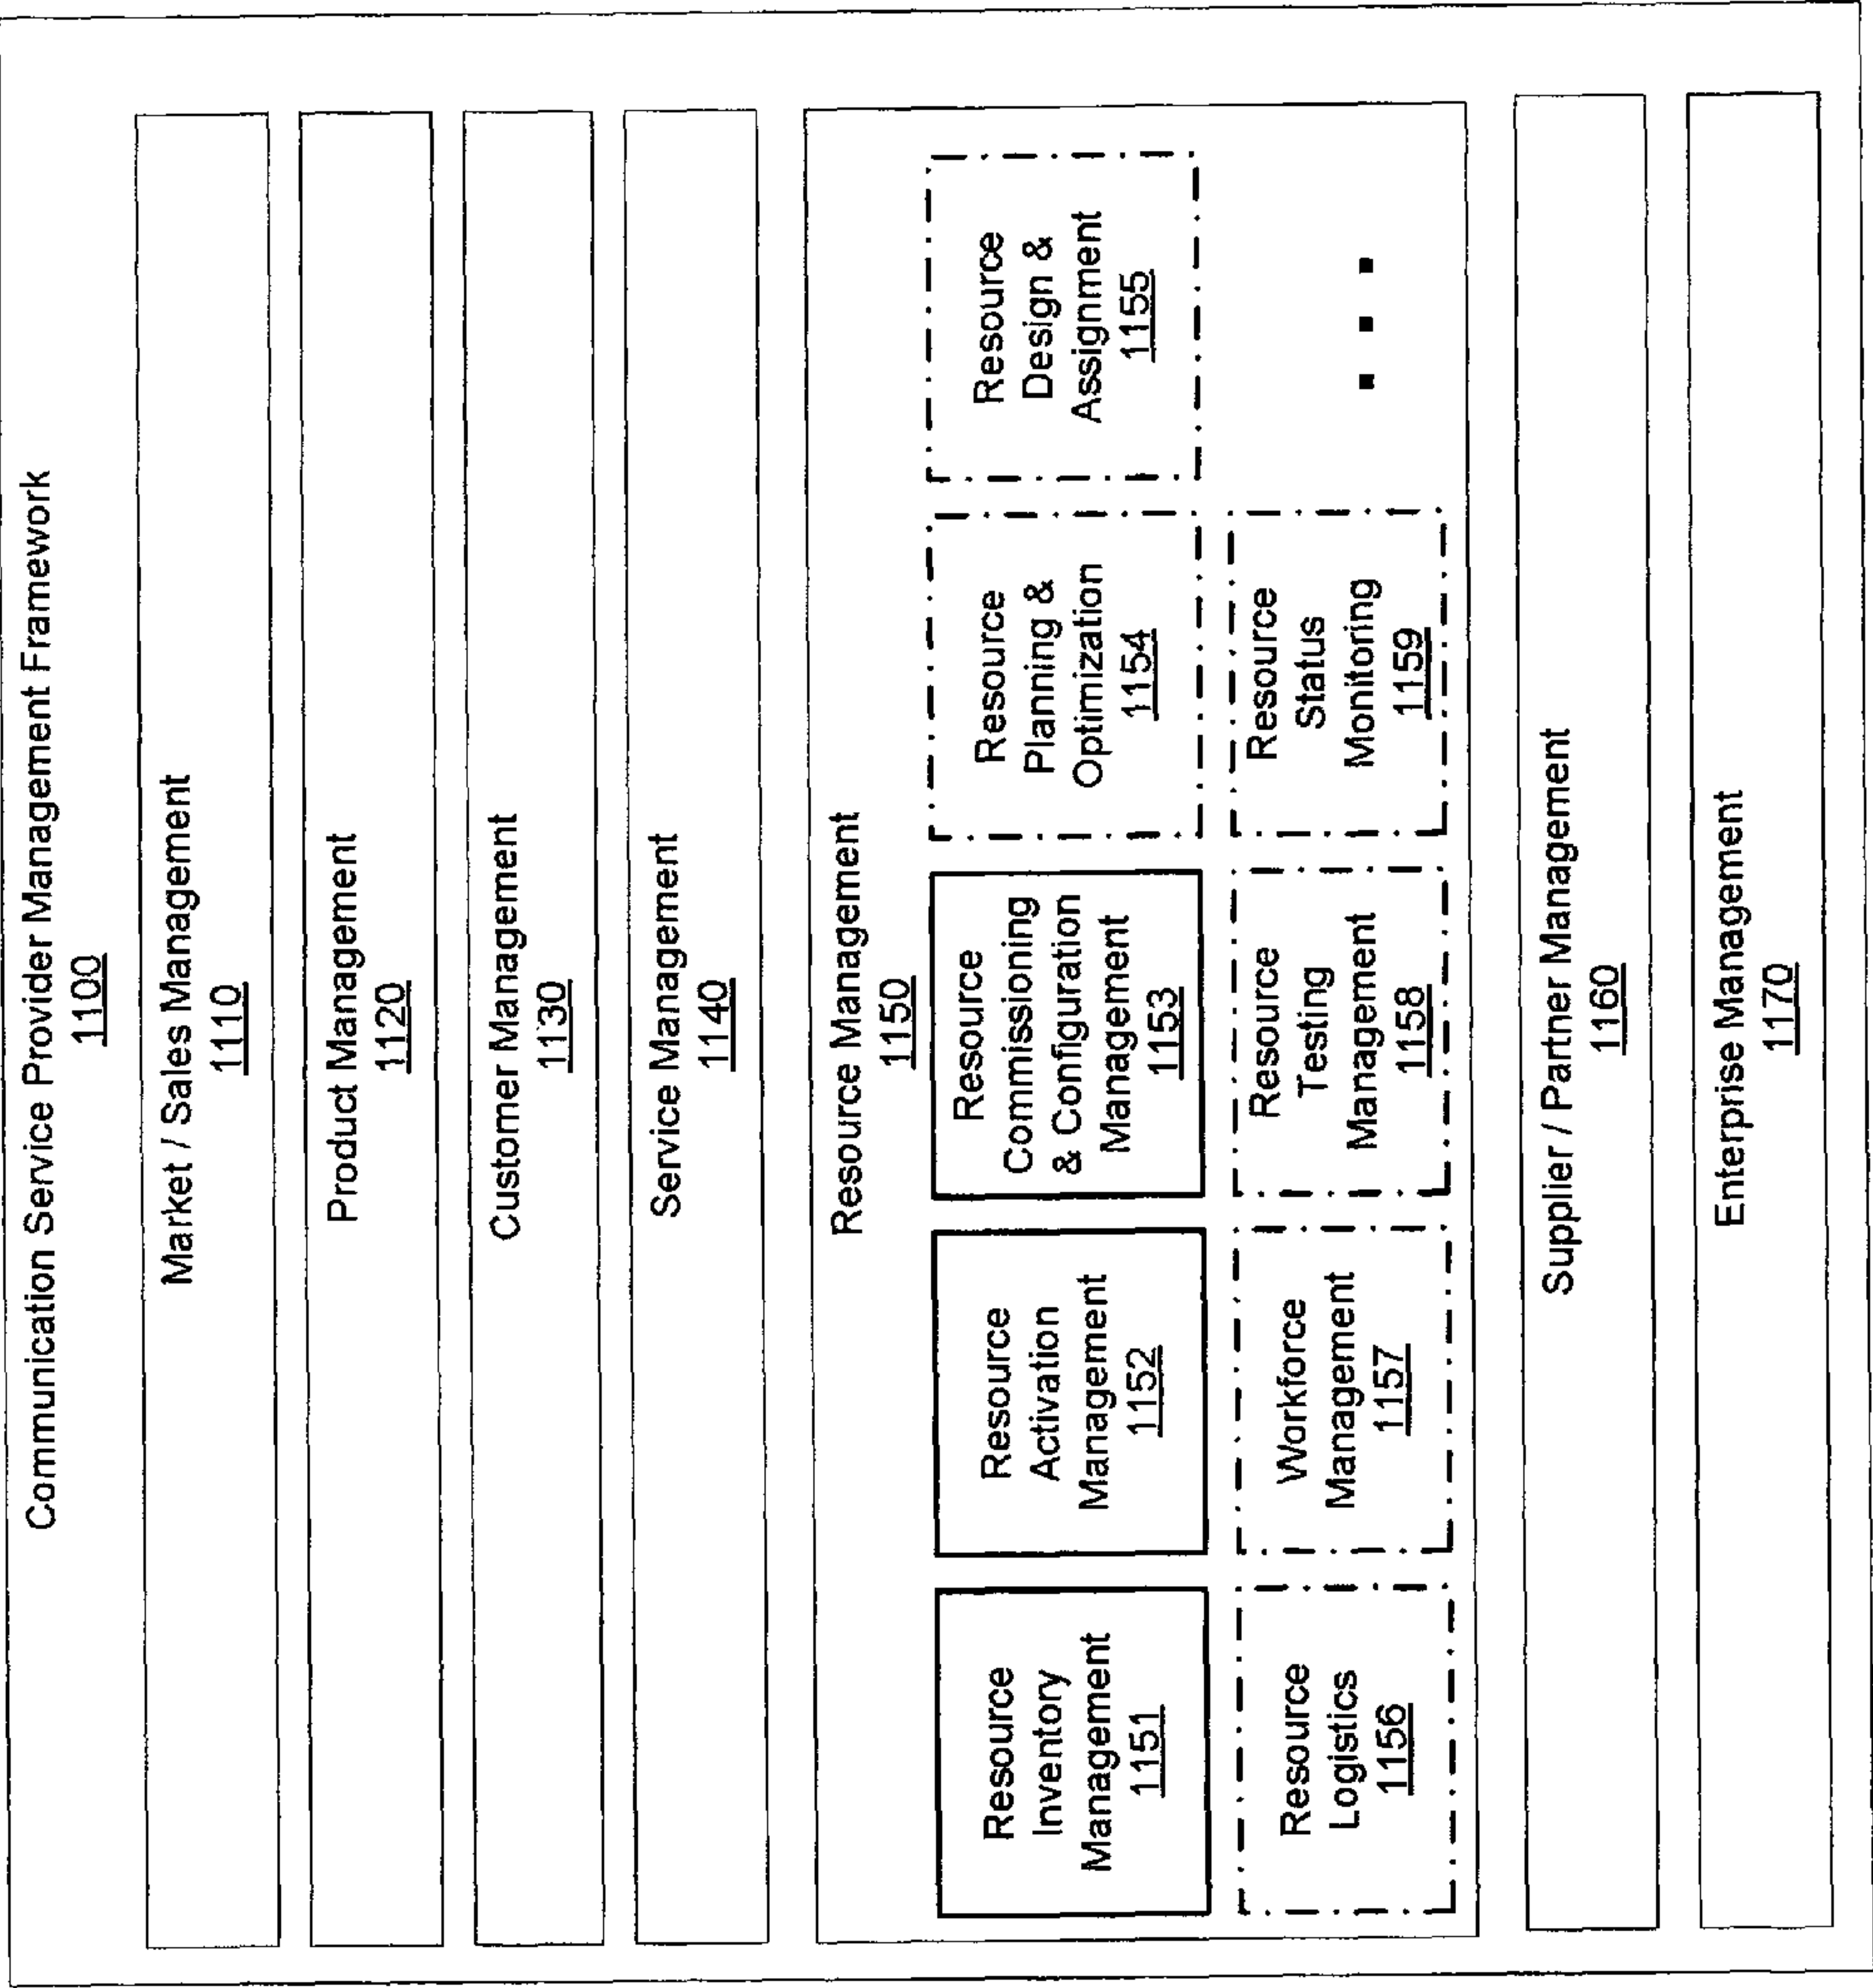 Communication Service Provider Management Framework
1100
Market / Sales Management
1110
Product Management
1120
Customer Management
1130
Service Management
1140
Resource Management
1150
Resource
Inventory
Management
1151
Resource
Activation
Management
1152
Resource
Commissioning
& Configuration
Management
1153
Resource
Planning &
Optimization
1154
Resource
Design &
Assignment
1155
Resource
Logistics
1156
Workforce
Management
1157
Resource
Testing
Management
1158
Resource
Status
Monitoring
1159
Supplier / Partner Management
1160
Enterprise Management
1170